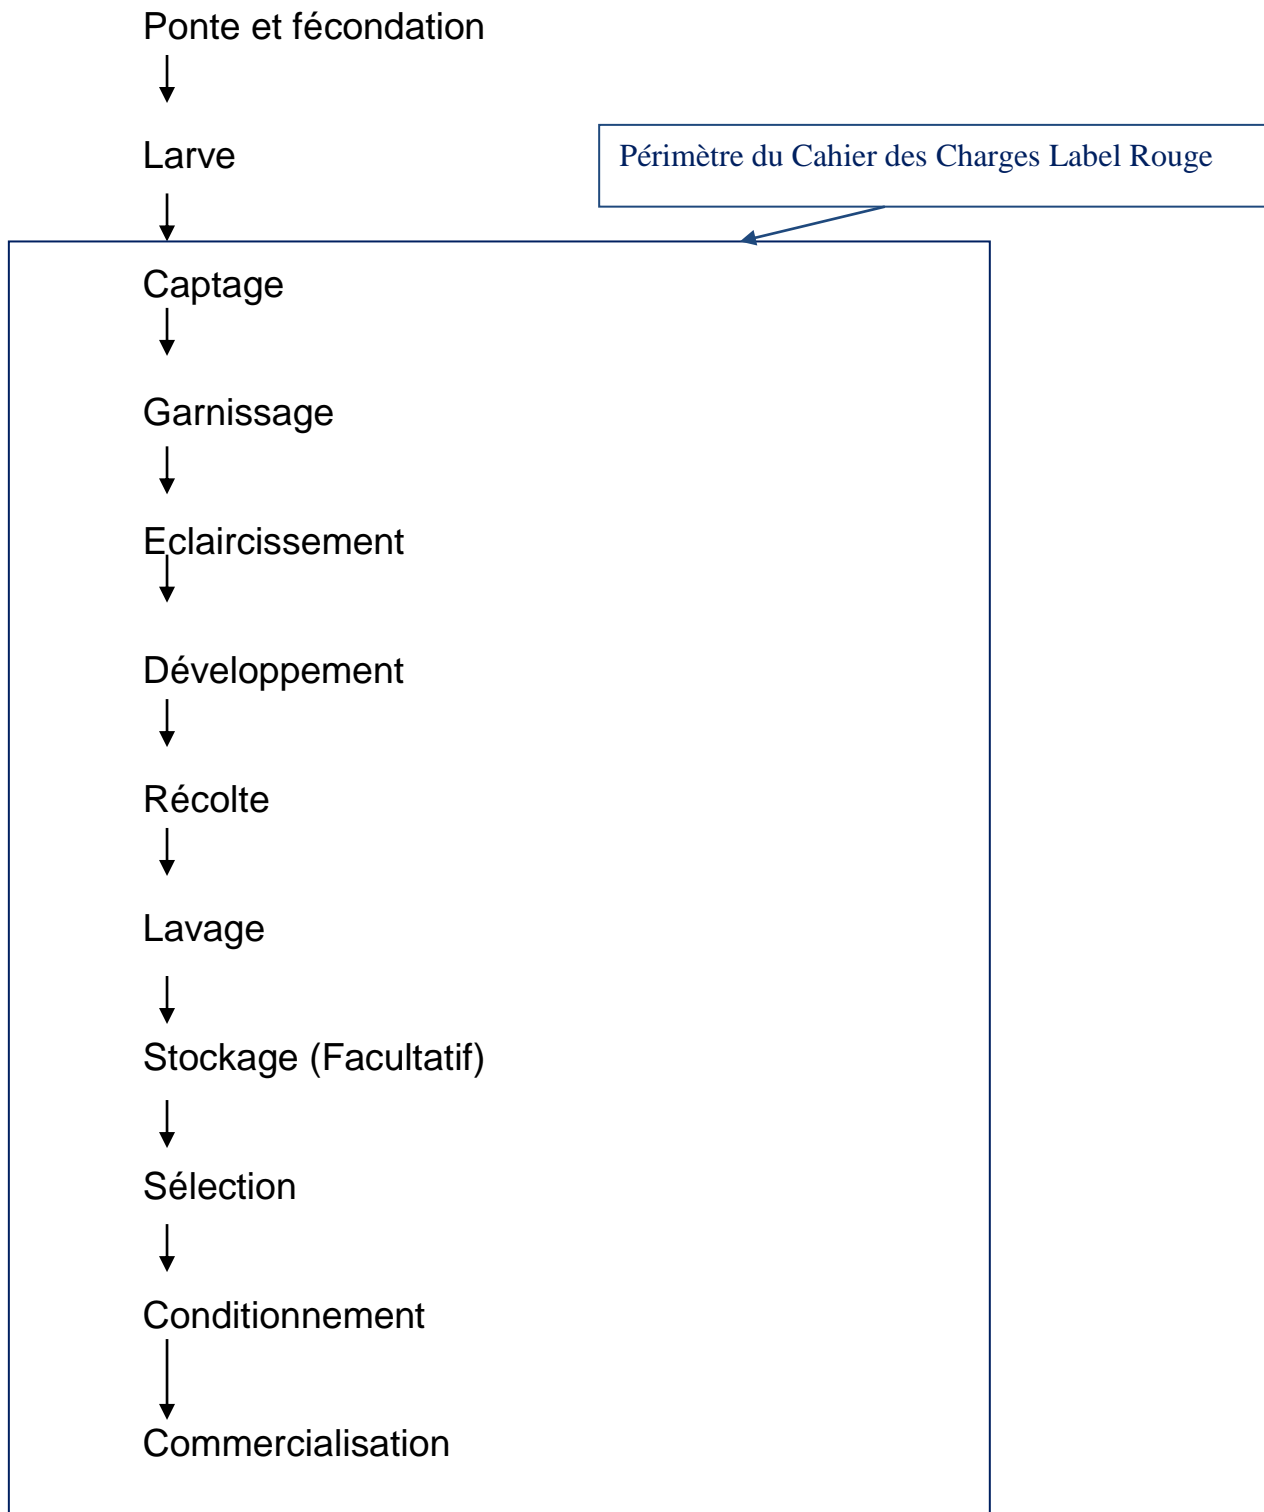 Ponte et fécondation
Larve
Périmètre du Cahier des Charges Label Rouge
Captage
Garnissage
Eclaircissement
Développement
Récolte
Lavage
Stockage (Facultatif)
Sélection
Conditionnement
Commercialisation